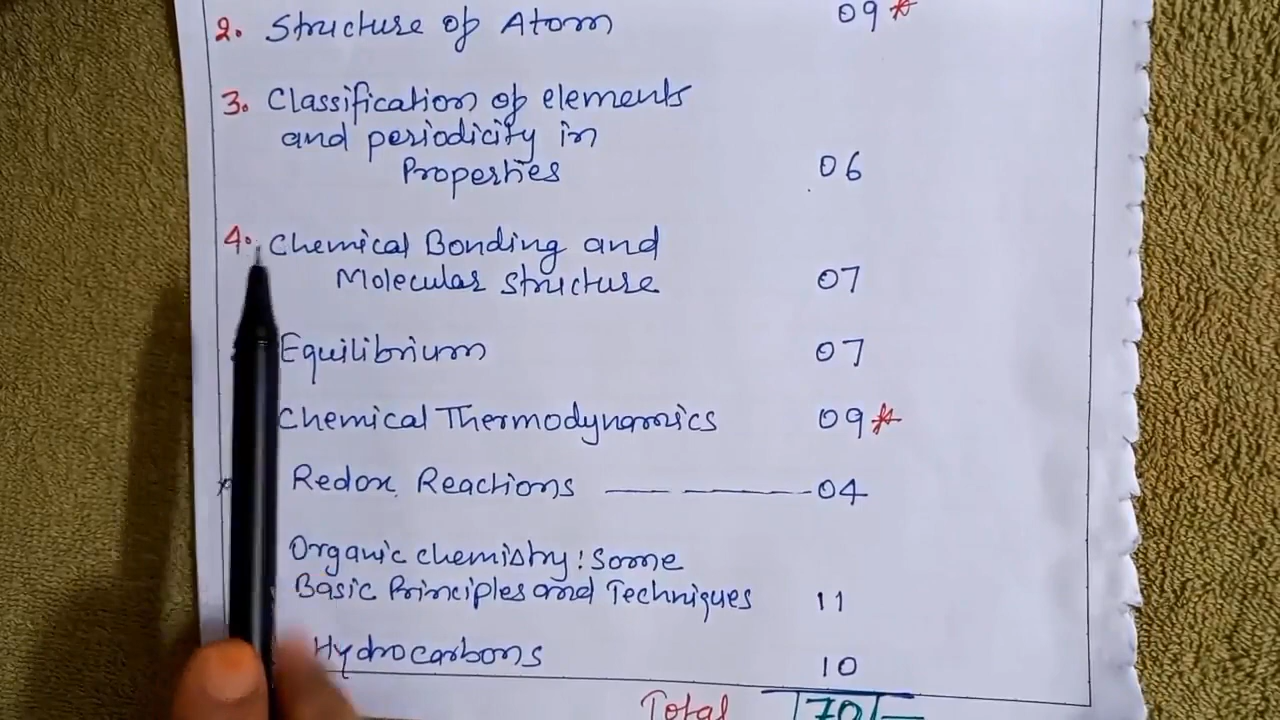 2. Structure of Atom 09*
3. Classification of elements
and periodicity in
Properties 06
4. Chemical Bonding and
Molecular structure 07
Equilibrium 07
Chemical Thermodynamics 09*
Redox Reactions 04
Organic chemistry: Some
Basic Principles and Techniques 11
Hydrocarbons 10
Total 70/-